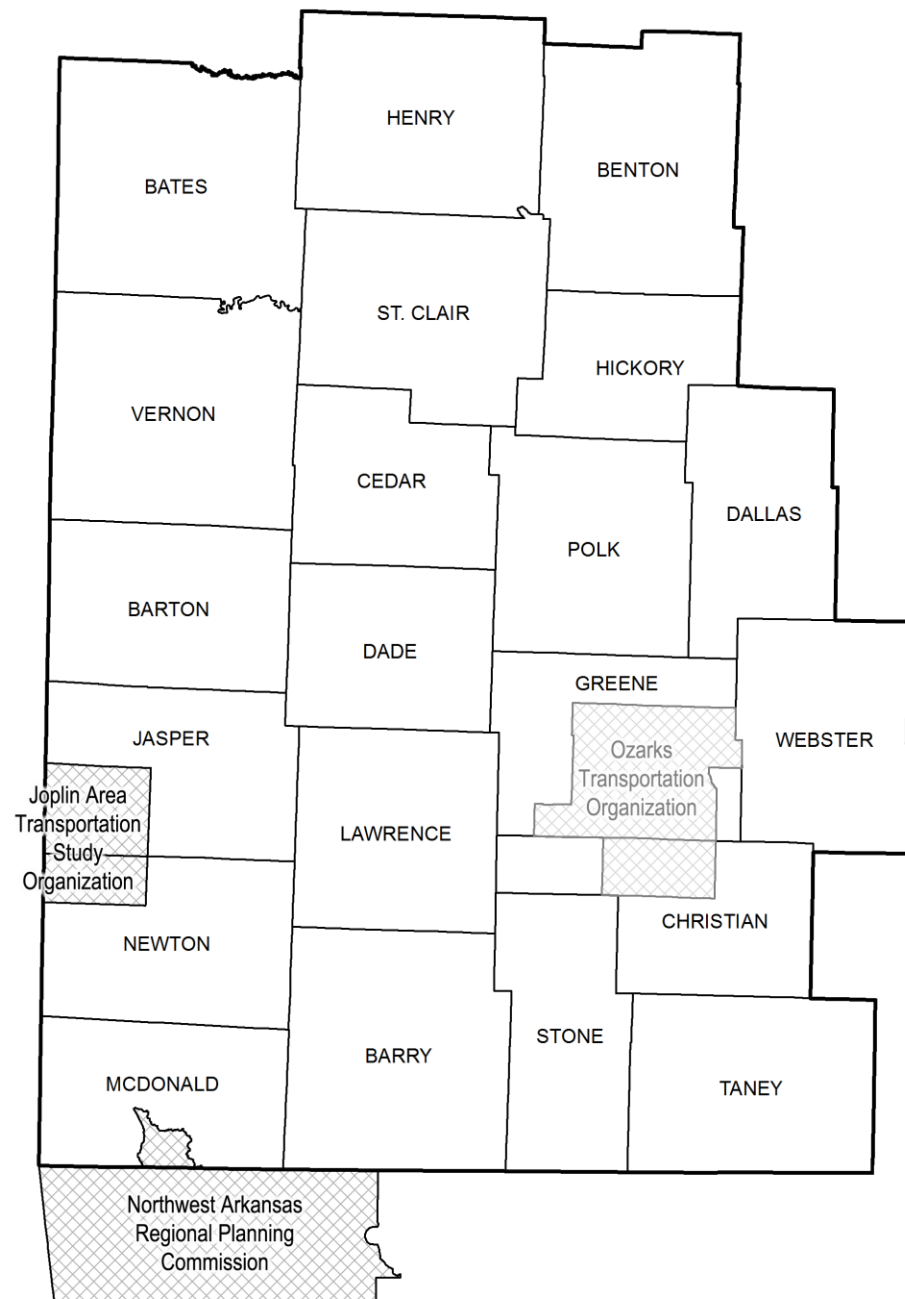 HENRY
BENTON
BATES
ST. CLAIR
HICKORY
VERNON
CEDAR
DALLAS
POLK
BARTON
DADE
GREENE
JASPER
WEBSTER
Ozarks
Transportation
Organization
Joplin Area
Transportation
Study
Organization
LAWRENCE
CHRISTIAN
NEWTON
STONE
BARRY
MCDONALD
TANEY
Northwest Arkansas
Regional Planning
Commission